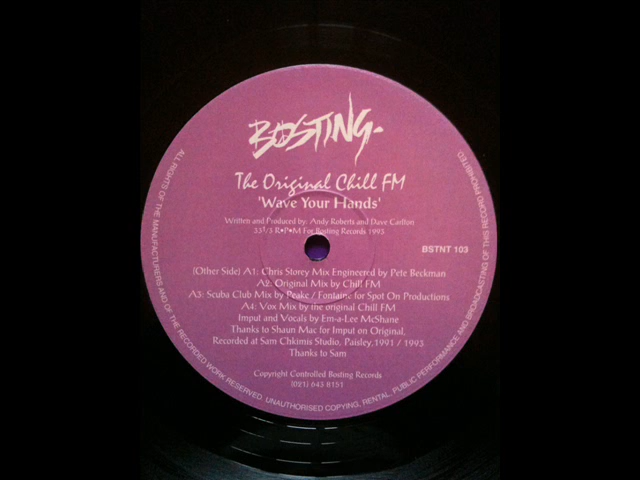 BOSTING
The Original Chill FM
'Wave Your Hands'
Written and Produced by: Andy Roberts and Dave Carlton
33⅓ R•P•M For Bosting Records 1993
BSTNT 103
(Other Side) A1: Chris Storey Mix Engineered by Pete Beckman
A2: Original Mix by Chill FM
A3: Scuba Club Mix by Peake / Fontaine for Spot On Productions
A4: Vox Mix by the original Chill FM
Imput and Vocals by Em-a-Lee McShane
Thanks to Shaun Mac for Imput on Original.
Recorded at Sam Chkimis Studio, Paisley,1991 / 1993
Thanks to Sam
Copyright Controlled Bosting Records
(021) 643 8151
ALL RIGHTS OF THE MANUFACTURERS AND OF THE RECORDED WORK RESERVED. UNAUTHORISED COPYING, RENTAL, PUBLIC PERFORMANCE AND BROADCASTING OF THIS RECORD PROHIBITED.